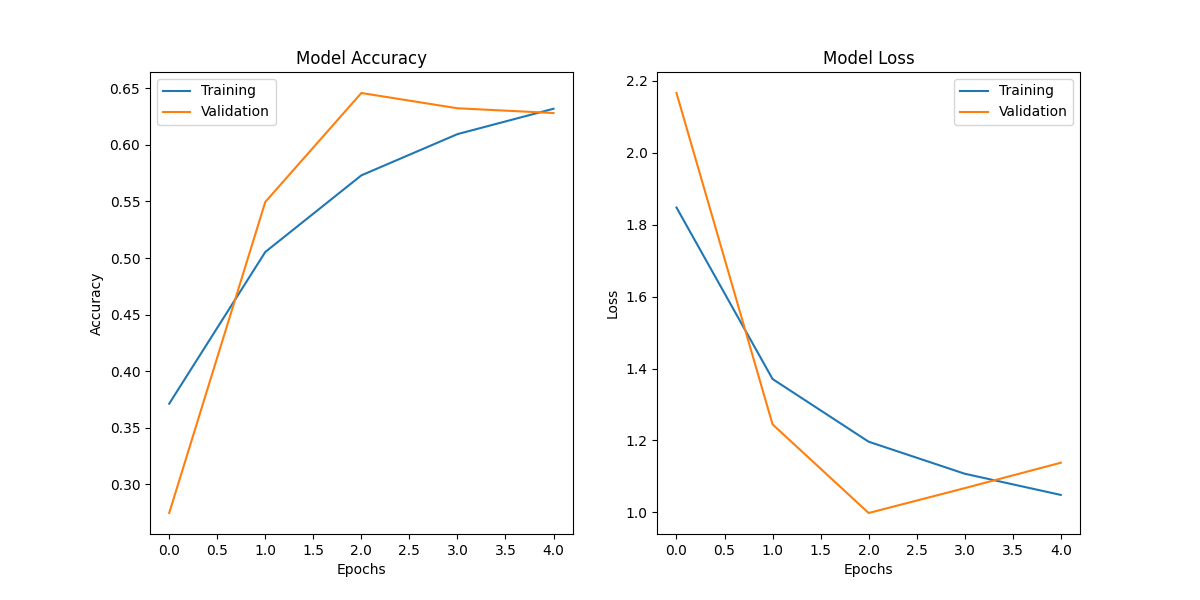 Model Accuracy
Training
Validation
0.65
0.60
0.55
0.50
0.45
0.40
0.35
0.30
Accuracy
0.0 0.5 1.0 1.5 2.0 2.5 3.0 3.5 4.0
Epochs
Model Loss
Training
Validation
2.2
2.0
1.8
1.6
1.4
1.2
1.0
Loss
0.0 0.5 1.0 1.5 2.0 2.5 3.0 3.5 4.0
Epochs